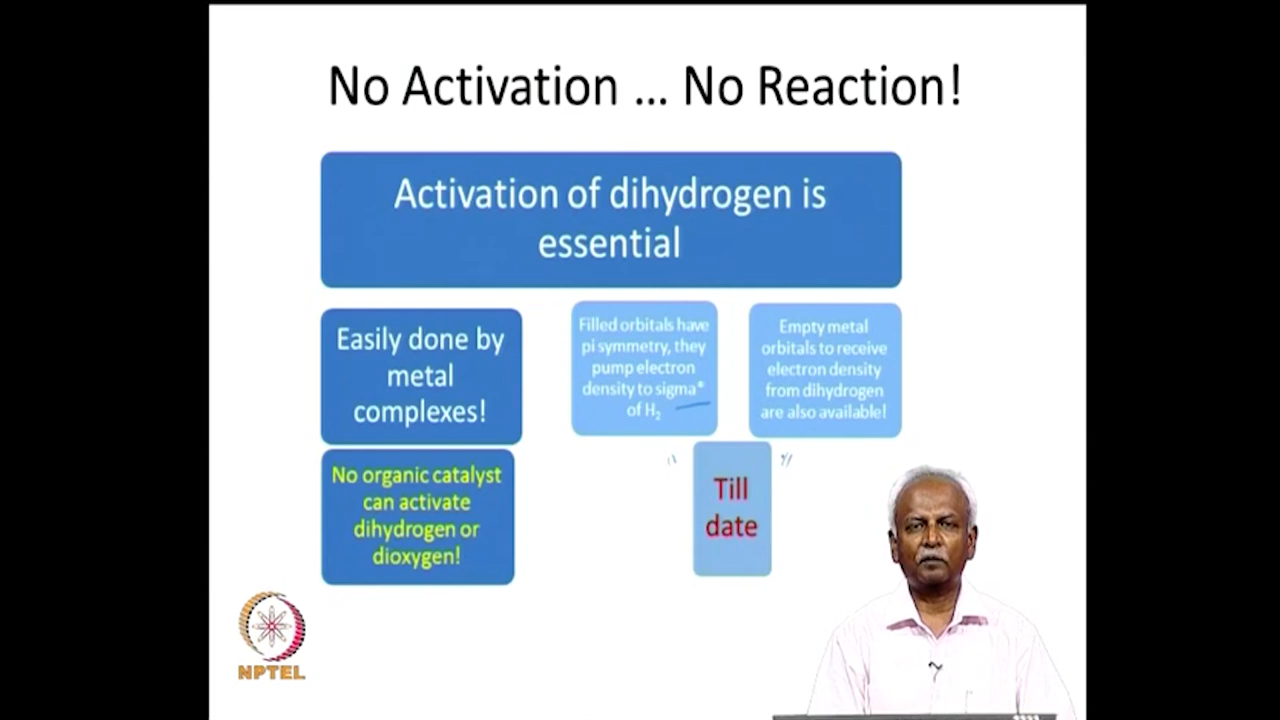 No Activation ... No Reaction!
Activation of dihydrogen is
essential
Easily done by
metal
complexes!
Filled orbitals have
pi symmetry, they
pump electron
density to sigma*
of H₂
Empty metal
orbitals to receive
electron density
from dihydrogen
are also available!
No organic catalyst
can activate
dihydrogen or
dioxygen!
Till
date
NPTEL